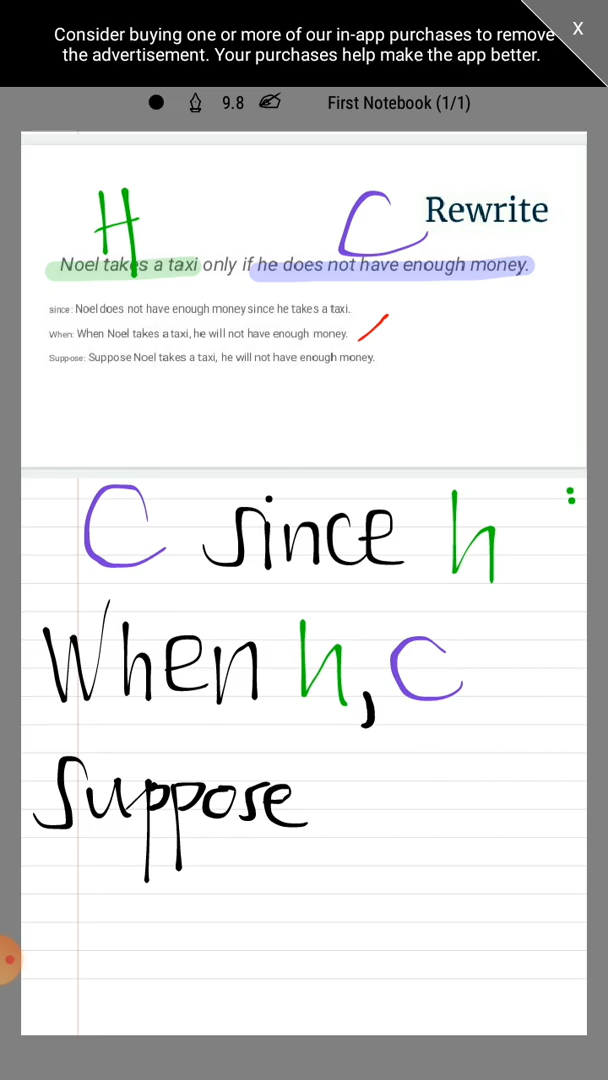 Consider buying one or more of our in-app purchases to remove
the advertisement. Your purchases help make the app better.
X
9.8 First Notebook (1/1)
H C Rewrite
Noel takes a taxi only if he does not have enough money.
since: Noel does not have enough money since he takes a taxi.
When: When Noel takes a taxi, he will not have enough money.
Suppose: Suppose Noel takes a taxi, he will not have enough money.
C since h :
When h, C
Suppose